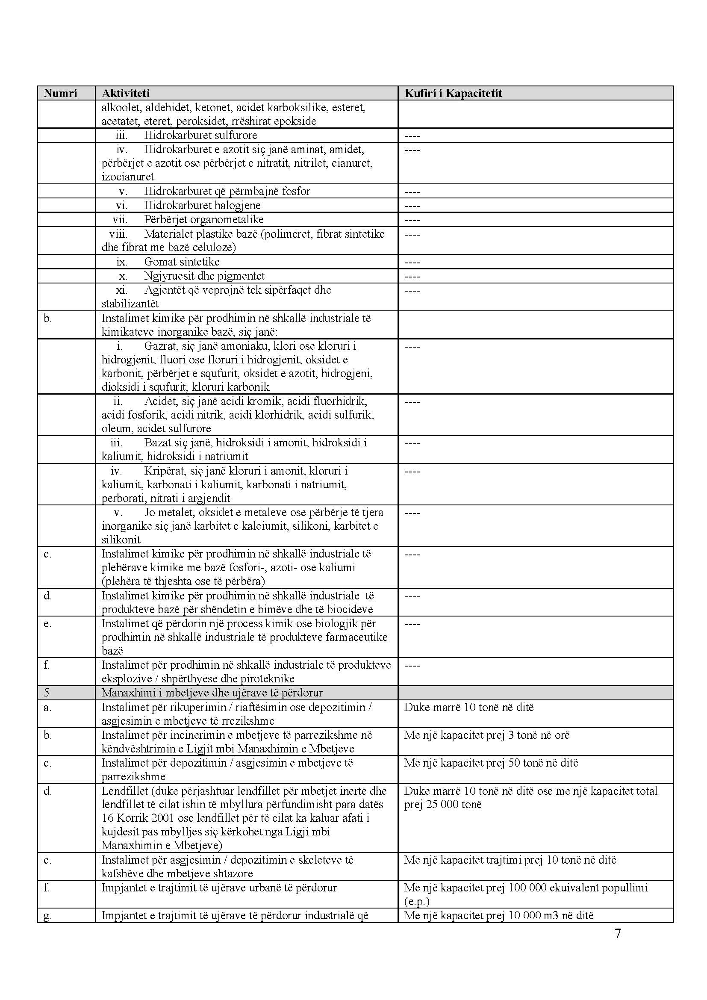 Numri Aktiviteti Kufiri i Kapacitetit
alkoolet, aldehidet, ketonet, acidet karboksilike, esteret,
acetatet, eteret, peroksidet, rrëshirat epokside
iii. Hidrokarburet sulfurore ----
iv. Hidrokarburet e azotit siç janë aminat, amidet, ----
përbërjet e azotit ose përbërjet e nitratit, nitrilet, cianuret,
izocianuret
v. Hidrokarburet që përmbajnë fosfor ----
vi. Hidrokarburet halogjene ----
vii. Përbërjet organometalike ----
viii. Materialet plastike bazë (polimeret, fibrat sintetike ----
dhe fibrat me bazë celuloze)
ix. Gomat sintetike ----
x. Ngjyruesit dhe pigmentet ----
xi. Agjentët që veprojnë tek sipërfaqet dhe ----
stabilizantët
b. Instalimet kimike për prodhimin në shkallë industriale të
kimikateve inorganike bazë, siç janë:
i. Gazrat, siç janë amoniaku, klori ose kloruri i ----
hidrogjenit, fluori ose floruri i hidrogjenit, oksidet e
karbonit, përbërjet e squfurit, oksidet e azotit, hidrogjeni,
dioksidi i squfurit, kloruri karbonik
ii. Acidet, siç janë acidi kromik, acidi fluorhidrik, ----
acidi fosforik, acidi nitrik, acidi klorhidrik, acidi sulfurik,
oleum, acidet sulfurore
iii. Bazat siç janë, hidroksidi i amonit, hidroksidi i ----
kaliumit, hidroksidi i natriumit
iv. Kripërat, siç janë kloruri i amonit, kloruri i ----
kaliumit, karbonati i kaliumit, karbonati i natriumit,
perborati, nitrati i argjendit
v. Jo metalet, oksidet e metaleve ose përbërje të tjera ----
inorganike siç janë karbitet e kalciumit, silikoni, karbitet e
silikonit
c. Instalimet kimike për prodhimin në shkallë industriale të ----
plehërave kimike me bazë fosfori-, azoti- ose kaliumi
(plehëra të thjeshta ose të përbëra)
d. Instalimet kimike për prodhimin në shkallë industriale të ----
produkteve bazë për shëndetin e bimëve dhe të biocideve
e. Instalimet që përdorin një process kimik ose biologjik për ----
prodhimin në shkallë industriale të produkteve farmaceutike
bazë
f. Instalimet për prodhimin në shkallë industriale të produkteve ----
eksplozive / shpërthyese dhe piroteknike
5 Manaxhimi i mbetjeve dhe ujërave të përdorur
a. Instalimet për rikuperimin / riaftësimin ose depozitimin / Duke marrë 10 tonë në ditë
asgjesimin e mbetjeve të rrezikshme
b. Instalimet për incinerimin e mbetjeve të parrezikshme në Me një kapacitet prej 3 tonë në orë
këndvështrimin e Ligjit mbi Manaxhimin e Mbetjeve
c. Instalimet për depozitimin / asgjesimin e mbetjeve të Me një kapacitet prej 50 tonë në ditë
parrezikshme
d. Lendfillet (duke përjashtuar lendfillet për mbetjet inerte dhe Duke marrë 10 tonë në ditë ose me një kapacitet total
lendfillet të cilat ishin të mbyllura përfundimisht para datës prej 25 000 tonë
16 Korrik 2001 ose lendfillet për të cilat ka kaluar afati i
kujdesit pas mbylljes siç kërkohet nga Ligji mbi
Manaxhimin e Mbetjeve)
e. Instalimet për asgjesimin / depozitimin e skeleteve të Me një kapacitet trajtimi prej 10 tonë në ditë
kafshëve dhe mbetjeve shtazore
f. Impjantet e trajtimit të ujërave urbanë të përdorur Me një kapacitet prej 100 000 ekuivalent popullimi
(e.p.)
g. Impjantet e trajtimit të ujërave të përdorur industrialë që Me një kapacitet prej 10 000 m3 në ditë
7